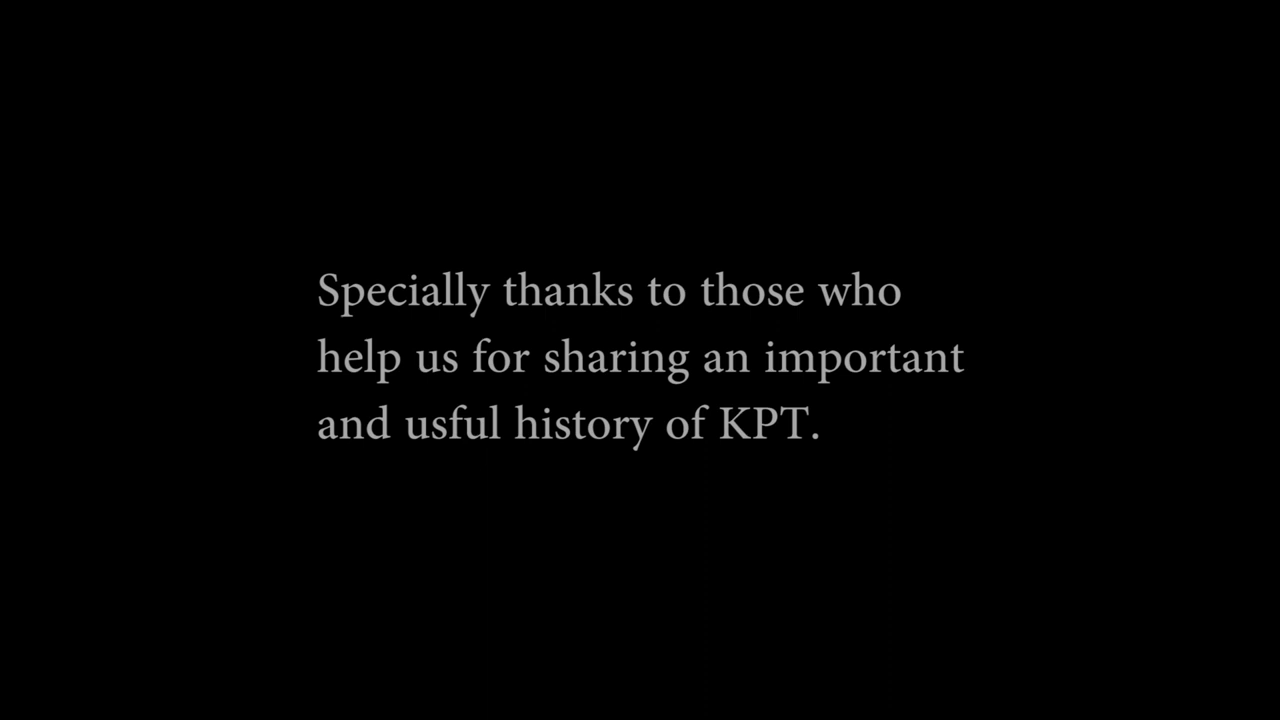 Specially thanks to those who
help us for sharing an important
and usful history of KPT.